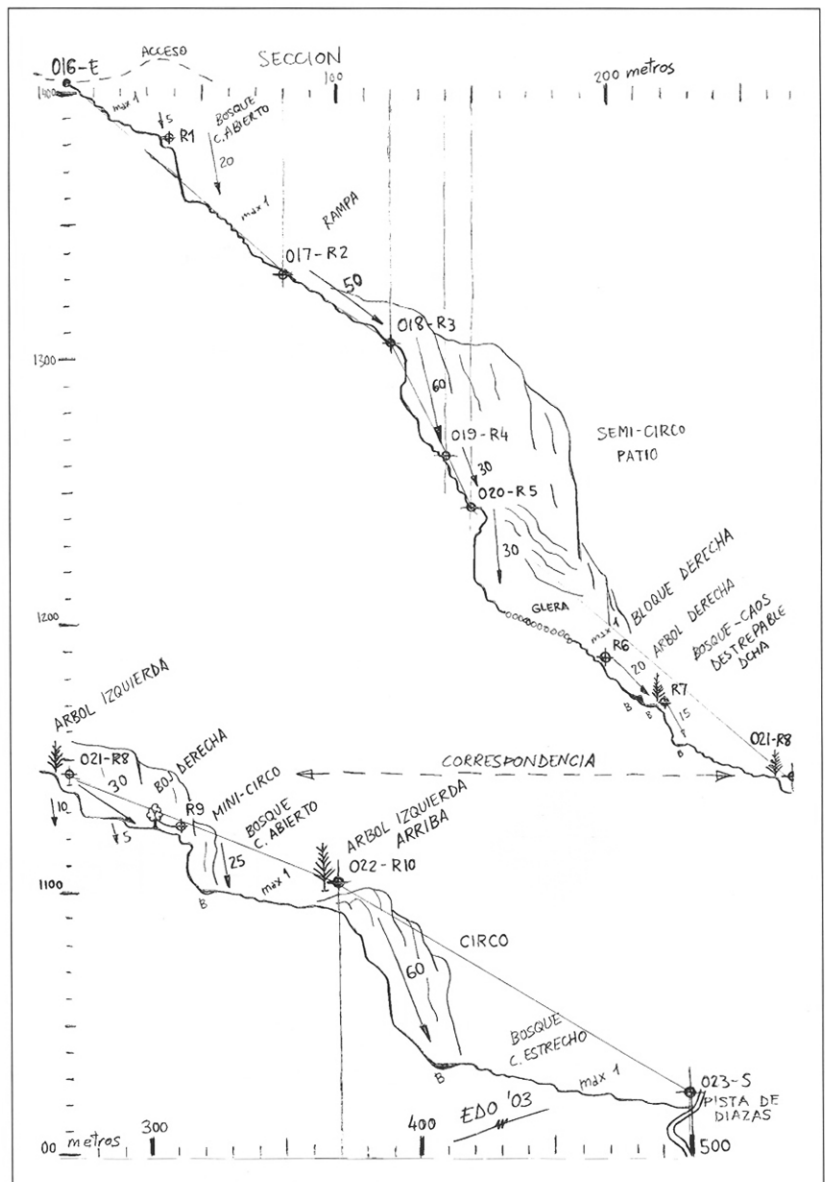 ACCESO
SECCION
016-E
100
200 metros
1400
max 1
5
R1
BOSQUE
C. ABIERTO
20
max 1
RAMPA
017-R2
50
018-R3
1300
60
019-R4
30
SEMI-CIRCO
PATIO
020-R5
30
GLERA
BLOQUE DERECHA
1200
max 1
ARBOL DERECHA
R6
20
BOSQUE-CAOS
DESTREPABLE
DCHA
R7
B
B
15
B
ARBOL IZQUIERDA
021-R8
021-R8
CORRESPONDENCIA
30
BOJ DERECHA
10
5
R9
MINI-CIRCO
BOSQUE
C. ABIERTO
25
ARBOL IZQUIERDA
ARRIBA
022-R10
1100
B
max 1
CIRCO
60
BOSQUE
C. ESTRECHO
B
max 1
023-S
PISTA DE
DIAZAS
EDO '03
00
metros
300
400
500